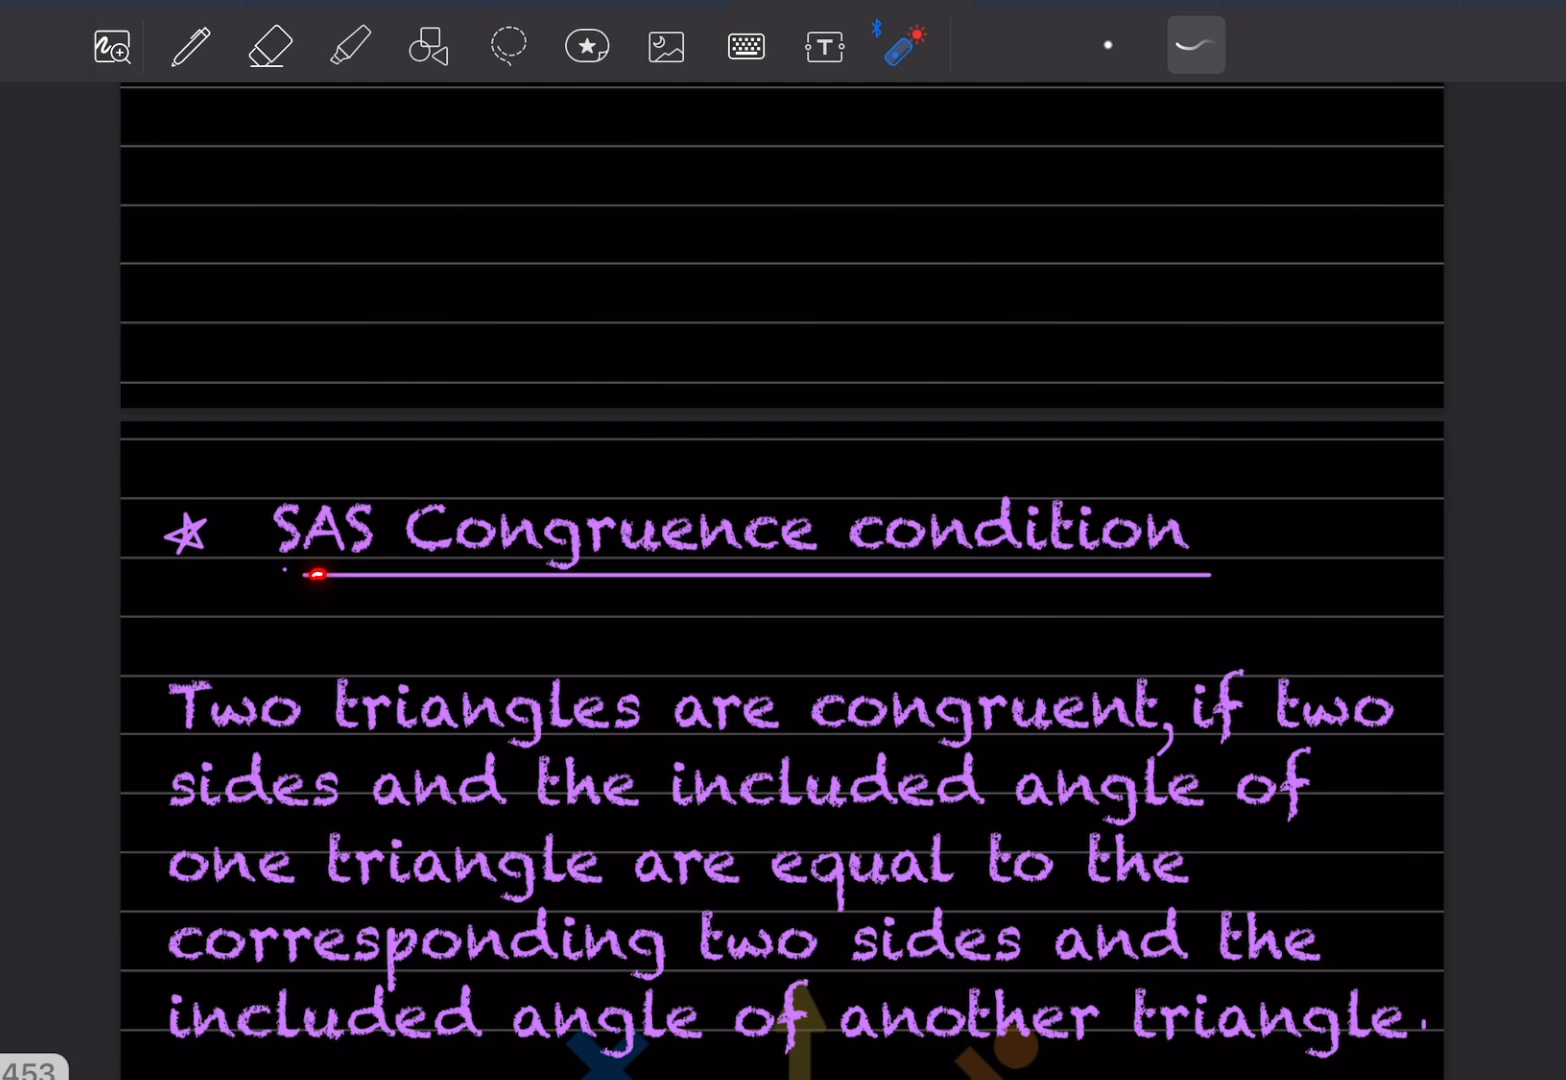 T
☆ SAS Congruence condition
Two triangles are congruent, if two
sides and the included angle of
one triangle are equal to the
corresponding two sides and the
included angle of another triangle.
453